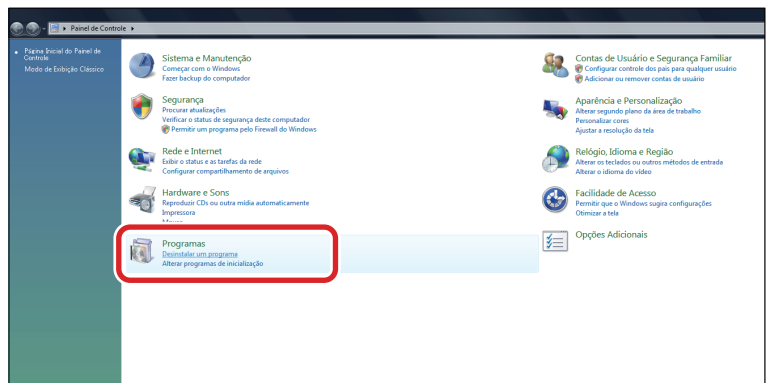 Painel de Controle
Página Inicial do Painel de
Controle
Modo de Exibição Clássico
Sistema e Manutenção
Começar com o Windows
Fazer backup do computador
Segurança
Procurar atualizações
Verificar o status de segurança deste computador
Permitir um programa pelo Firewall do Windows
Rede e Internet
Exibir o status e as tarefas da rede
Configurar compartilhamento de arquivos
Hardware e Sons
Reproduzir CDs ou outra mídia automaticamente
Impressora
Mouse
Programas
Desinstalar um programa
Alterar programas de inicialização
Contas de Usuário e Segurança Familiar
Configurar controle dos pais para qualquer usuário
Adicionar ou remover contas de usuário
Aparência e Personalização
Alterar segundo plano da área de trabalho
Personalizar cores
Ajustar a resolução da tela
Relógio, Idioma e Região
Alterar os teclados ou outros métodos de entrada
Alterar o idioma do vídeo
Facilidade de Acesso
Permitir que o Windows sugira configurações
Otimizar a tela
Opções Adicionais